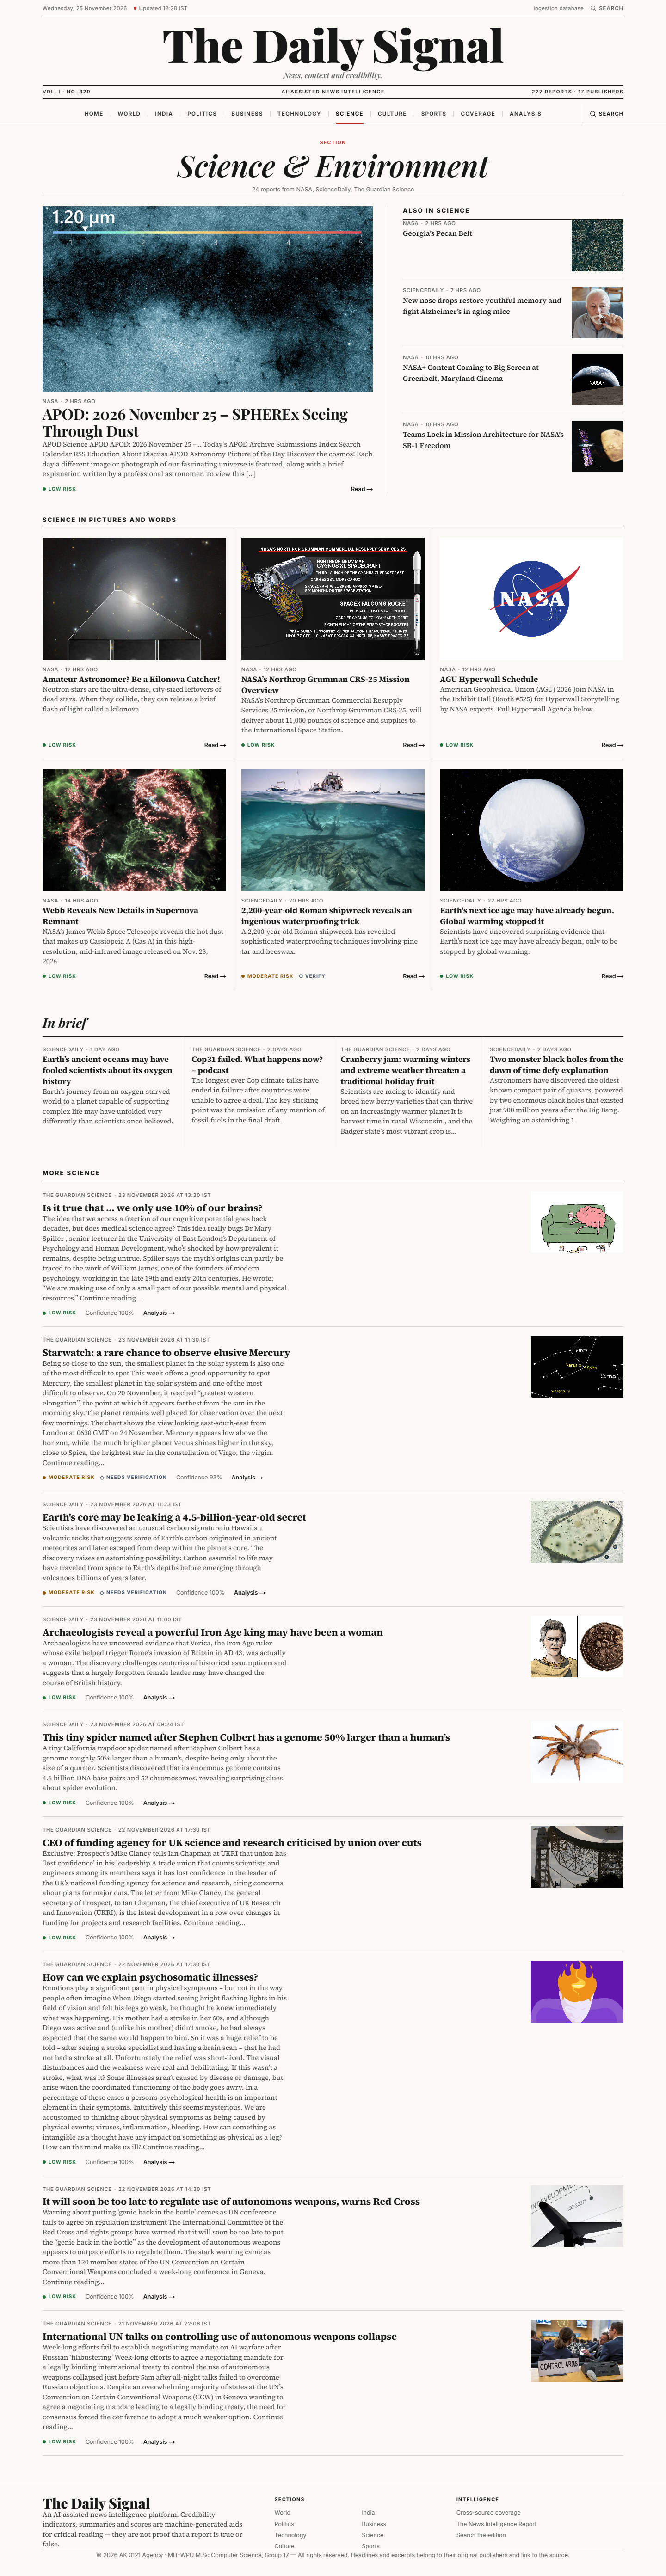 Wednesday, 25 November 2026 Updated 12:28 IST
Ingestion database SEARCH
The Daily Signal
News, context and credibility.
VOL. I · NO. 329
AI-ASSISTED NEWS INTELLIGENCE
227 REPORTS · 17 PUBLISHERS
HOME WORLD INDIA POLITICS BUSINESS TECHNOLOGY SCIENCE CULTURE SPORTS COVERAGE ANALYSIS SEARCH
SECTION
Science & Environment
24 reports from NASA, ScienceDaily, The Guardian Science
1.20 µm
1 2 3 4 5
NASA · 2 HRS AGO
APOD: 2026 November 25 – SPHEREx Seeing
Through Dust
APOD Science APOD APOD: 2026 November 25 –... Today's APOD Archive Submissions Index Search
Calendar RSS Education About Discuss APOD Astronomy Picture of the Day Discover the cosmos! Each
day a different image or photograph of our fascinating universe is featured, along with a brief
explanation written by a professional astronomer. To view this [...]
LOW RISK
Read →
ALSO IN SCIENCE
NASA · 2 HRS AGO
Georgia's Pecan Belt
SCIENCEDAILY · 7 HRS AGO
New nose drops restore youthful memory and
fight Alzheimer's in aging mice
NASA · 10 HRS AGO
NASA+ Content Coming to Big Screen at
Greenbelt, Maryland Cinema
NASA+
NASA · 10 HRS AGO
Teams Lock in Mission Architecture for NASA's
SR-1 Freedom
SCIENCE IN PICTURES AND WORDS
NASA · 12 HRS AGO
Amateur Astronomer? Be a Kilonova Catcher!
Neutron stars are the ultra-dense, city-sized leftovers of
dead stars. When they collide, they can release a brief
flash of light called a kilonova.
LOW RISK
Read →
NASA'S NORTHROP GRUMMAN COMMERCIAL RESUPPLY SERVICES 25
NORTHROP GRUMMAN
CYGNUS XL SPACECRAFT
THIRD LAUNCH OF THE CYGNUS XL SPACECRAFT
CARRIES 33% MORE CARGO
SPACECRAFT WILL SPEND APPROXIMATELY
SIX MONTHS ON THE SPACE STATION
SPACEX FALCON 9 ROCKET
REUSABLE, TWO-STAGE ROCKET
CARRIES CYGNUS TO LOW EARTH ORBIT
EIGHTH FLIGHT OF THE FIRST-STAGE BOOSTER
NASA · 12 HRS AGO
NASA's Northrop Grumman CRS-25 Mission
Overview
NASA's Northrop Grumman Commercial Resupply
Services 25 mission, or Northrop Grumman CRS-25, will
deliver about 11,000 pounds of science and supplies to
the International Space Station.
LOW RISK
Read →
NASA
NASA · 12 HRS AGO
AGU Hyperwall Schedule
American Geophysical Union (AGU) 2026 Join NASA in
the Exhibit Hall (Booth #525) for Hyperwall Storytelling
by NASA experts. Full Hyperwall Agenda below.
LOW RISK
Read →
NASA · 14 HRS AGO
Webb Reveals New Details in Supernova
Remnant
NASA's James Webb Space Telescope reveals the hot dust
that makes up Cassiopeia A (Cas A) in this high-
resolution, mid-infrared image released on Nov. 23,
2026.
LOW RISK
Read →
SCIENCEDAILY · 20 HRS AGO
2,200-year-old Roman shipwreck reveals an
ingenious waterproofing trick
A 2,200-year-old Roman shipwreck has revealed
sophisticated waterproofing techniques involving pine
tar and beeswax.
MODERATE RISK VERIFY
Read →
SCIENCEDAILY · 22 HRS AGO
Earth's next ice age may have already begun.
Global warming stopped it
Scientists have uncovered surprising evidence that
Earth's next ice age may have already begun, only to be
stopped by global warming.
LOW RISK
Read →
In brief
SCIENCEDAILY · 1 DAY AGO
Earth's ancient oceans may have
fooled scientists about its oxygen
history
Earth's journey from an oxygen-starved
world to a planet capable of supporting
complex life may have unfolded very
differently than scientists once believed.
THE GUARDIAN SCIENCE · 2 DAYS AGO
Cop31 failed. What happens now?
– podcast
The longest ever Cop climate talks have
ended in failure after countries were
unable to agree a deal. The key sticking
point was the omission of any mention of
fossil fuels in the final draft.
THE GUARDIAN SCIENCE · 2 DAYS AGO
Cranberry jam: warming winters
and extreme weather threaten a
traditional holiday fruit
Scientists are racing to identify and
breed new berry varieties that can thrive
on an increasingly warmer planet It is
harvest time in rural Wisconsin , and the
Badger state's most vibrant crop is...
SCIENCEDAILY · 2 DAYS AGO
Two monster black holes from the
dawn of time defy explanation
Astronomers have discovered the oldest
known compact pair of quasars, powered
by two enormous black holes that existed
just 900 million years after the Big Bang.
Weighing an astonishing 1.
MORE SCIENCE
THE GUARDIAN SCIENCE · 23 NOVEMBER 2026 AT 13:30 IST
Is it true that ... we only use 10% of our brains?
The idea that we access a fraction of our cognitive potential goes back
decades, but does medical science agree? This idea really bugs Dr Mary
Spiller , senior lecturer in the University of East London's Department of
Psychology and Human Development, who's shocked by how prevalent it
remains, despite being untrue. Spiller says the myth's origins can partly be
traced to the work of William James, one of the founders of modern
psychology, working in the late 19th and early 20th centuries. He wrote:
"We are making use of only a small part of our possible mental and physical
resources." Continue reading...
LOW RISK Confidence 100% Analysis →
THE GUARDIAN SCIENCE · 23 NOVEMBER 2026 AT 11:30 IST
Starwatch: a rare chance to observe elusive Mercury
Being so close to the sun, the smallest planet in the solar system is also one
of the most difficult to spot This week offers a good opportunity to spot
Mercury, the smallest planet in the solar system and one of the most
difficult to observe. On 20 November, it reached "greatest western
elongation", the point at which it appears farthest from the sun in the
morning sky. The planet remains well placed for observation over the next
few mornings. The chart shows the view looking east-south-east from
London at 0630 GMT on 24 November. Mercury appears low above the
horizon, while the much brighter planet Venus shines higher in the sky,
close to Spica, the brightest star in the constellation of Virgo, the virgin.
Continue reading...
MODERATE RISK NEEDS VERIFICATION Confidence 93% Analysis →
Virgo
Venus
Spica
Corvus
Mercury
SCIENCEDAILY · 23 NOVEMBER 2026 AT 11:23 IST
Earth's core may be leaking a 4.5-billion-year-old secret
Scientists have discovered an unusual carbon signature in Hawaiian
volcanic rocks that suggests some of Earth's carbon originated in ancient
meteorites and later escaped from deep within the planet's core. The
discovery raises an astonishing possibility: Carbon essential to life may
have traveled from space to Earth's depths before emerging through
volcanoes billions of years later.
MODERATE RISK NEEDS VERIFICATION Confidence 100% Analysis →
SCIENCEDAILY · 23 NOVEMBER 2026 AT 11:00 IST
Archaeologists reveal a powerful Iron Age king may have been a woman
Archaeologists have uncovered evidence that Verica, the Iron Age ruler
whose exile helped trigger Rome's invasion of Britain in AD 43, was actually
a woman. The discovery challenges centuries of historical assumptions and
suggests that a largely forgotten female leader may have changed the
course of British history.
LOW RISK Confidence 100% Analysis →
SCIENCEDAILY · 23 NOVEMBER 2026 AT 09:24 IST
This tiny spider named after Stephen Colbert has a genome 50% larger than a human's
A tiny California trapdoor spider named after Stephen Colbert has a
genome roughly 50% larger than a human's, despite being only about the
size of a quarter. Scientists discovered that its enormous genome contains
4.6 billion DNA base pairs and 52 chromosomes, revealing surprising clues
about spider evolution.
LOW RISK Confidence 100% Analysis →
THE GUARDIAN SCIENCE · 22 NOVEMBER 2026 AT 17:30 IST
CEO of funding agency for UK science and research criticised by union over cuts
Exclusive: Prospect's Mike Clancy tells Ian Chapman at UKRI that union has
'lost confidence' in his leadership A trade union that counts scientists and
engineers among its members says it has lost confidence in the leader of
the UK's national funding agency for science and research, citing concerns
about plans for major cuts. The letter from Mike Clancy, the general
secretary of Prospect, to Ian Chapman, the chief executive of UK Research
and Innovation (UKRI), is the latest development in a row over changes in
funding for projects and research facilities. Continue reading...
LOW RISK Confidence 100% Analysis →
THE GUARDIAN SCIENCE · 22 NOVEMBER 2026 AT 17:30 IST
How can we explain psychosomatic illnesses?
Emotions play a significant part in physical symptoms – but not in the way
people often imagine When Diego started seeing bright flashing lights in his
field of vision and felt his legs go weak, he thought he knew immediately
what was happening. His mother had a stroke in her 60s, and although
Diego was active and (unlike his mother) didn't smoke, he had always
expected that the same would happen to him. So it was a huge relief to be
told – after seeing a stroke specialist and having a brain scan – that he had
not had a stroke at all. Unfortunately the relief was short-lived. The visual
disturbances and the weakness were real and debilitating. If this wasn't a
stroke, what was it? Some illnesses aren't caused by disease or damage, but
arise when the coordinated functioning of the body goes awry. In a
percentage of these cases a person's psychological health is an important
element in their symptoms. Intuitively this seems mysterious. We are
accustomed to thinking about physical symptoms as being caused by
physical events; viruses, inflammation, bleeding. How can something as
intangible as a thought have any impact on something as physical as a leg?
How can the mind make us ill? Continue reading...
LOW RISK Confidence 100% Analysis →
THE GUARDIAN SCIENCE · 22 NOVEMBER 2026 AT 14:30 IST
It will soon be too late to regulate use of autonomous weapons, warns Red Cross
Warning about putting 'genie back in the bottle' comes as UN conference
fails to agree on regulation instrument The International Committee of the
Red Cross and rights groups have warned that it will soon be too late to put
the "genie back in the bottle" as the development of autonomous weapons
appears to outpace efforts to regulate them. The stark warning came as
more than 120 member states of the UN Convention on Certain
Conventional Weapons concluded a week-long conference in Geneva.
Continue reading...
LOW RISK Confidence 100% Analysis →
THE GUARDIAN SCIENCE · 21 NOVEMBER 2026 AT 22:06 IST
International UN talks on controlling use of autonomous weapons collapse
Week-long efforts fail to establish negotiating mandate on AI warfare after
Russian 'filibustering' Week-long efforts to agree a negotiating mandate for
a legally binding international treaty to control the use of autonomous
weapons collapsed just before 5am after all-night talks failed to overcome
Russian objections. Despite an overwhelming majority of states at the UN's
Convention on Certain Conventional Weapons (CCW) in Geneva wanting to
agree a negotiating mandate leading to a legally binding treaty, the need for
consensus forced the conference to adopt a much weaker option. Continue
reading...
LOW RISK Confidence 100% Analysis →
CONTROL ARMS
The Daily Signal
An AI-assisted news intelligence platform. Credibility
indicators, summaries and scores are machine-generated aids
for critical reading — they are not proof that a report is true or
false.
SECTIONS
World India
Politics Business
Technology Science
Culture Sports
INTELLIGENCE
Cross-source coverage
The News Intelligence Report
Search the edition
© 2026 AK 0121 Agency · MIT-WPU M.Sc Computer Science, Group 17 — All rights reserved. Headlines and excerpts belong to their original publishers and link to the source.